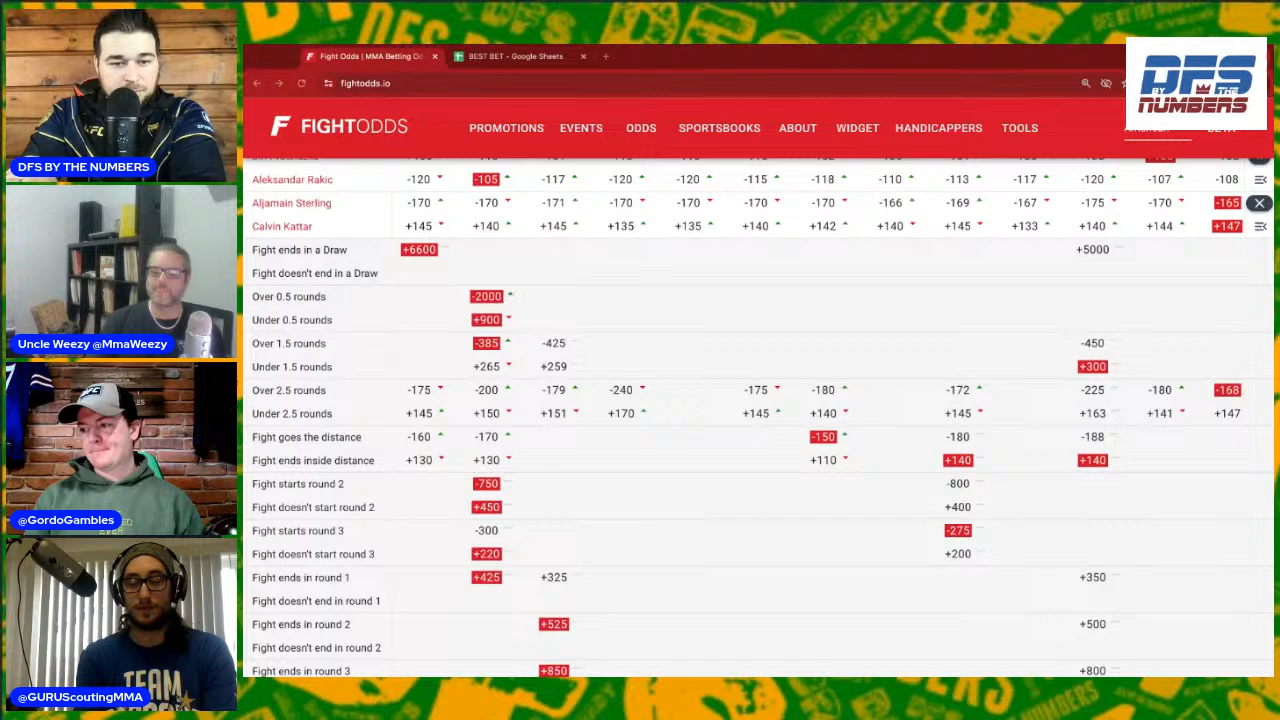 DFS BY THE NUMBERS
Uncle Weezy @MmaWeezy
@GordoGambles
TEAM
@GURUScoutingMMA
Fight Odds | MMA Betting Od
BEST BET - Google Sheets
fightodds.io
DFS
BY THE
NUMBERS
FIGHTODDS
PROMOTIONS EVENTS ODDS SPORTSBOOKS ABOUT WIDGET HANDICAPPERS TOOLS
Aleksandar Rakic -120 -105 -117 -120 -120 -115 -118 -110 -113 -117 -120 -107 -108
Aljamain Sterling -170 -170 -171 -170 -170 -170 -170 -166 -169 -167 -175 -170 -165
Calvin Kattar +145 +140 +145 +135 +135 +140 +142 +140 +145 +133 +140 +144 +147
Fight ends in a Draw +6600 +5000
Fight doesn't end in a Draw
Over 0.5 rounds -2000
Under 0.5 rounds +900
Over 1.5 rounds -385 -425 -450
Under 1.5 rounds +265 +259 +300
Over 2.5 rounds -175 -200 -179 -240 -175 -180 -172 -225 -180 -168
Under 2.5 rounds +145 +150 +151 +170 +145 +140 +145 +163 +141 +147
Fight goes the distance -160 -170 -150 -180 -188
Fight ends inside distance +130 +130 +110 +140 +140
Fight starts round 2 -750 -800
Fight doesn't start round 2 +450 +400
Fight starts round 3 -300 -275
Fight doesn't start round 3 +220 +200
Fight ends in round 1 +425 +325 +350
Fight doesn't end in round 1
Fight ends in round 2 +525 +500
Fight doesn't end in round 2
Fight ends in round 3 +850 +800